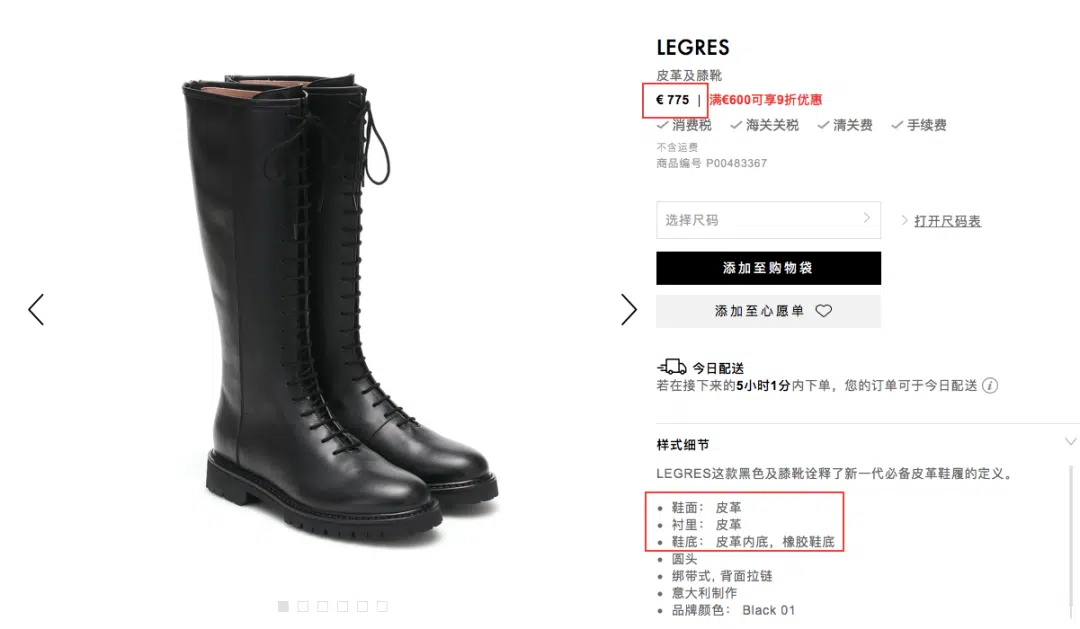 LEGRES
皮革及膝靴
€ 775 | 满€600可享9折优惠
消费税 海关关税 清关费 手续费
不含运费
商品编号 P00483367
选择尺码
打开尺码表
添加至购物袋
添加至心愿单
今日配送
若在接下来的5小时1分内下单，您的订单可于今日配送 i
样式细节
LEGRES这款黑色及膝靴诠释了新一代必备皮革鞋履的定义。
• 鞋面： 皮革
• 衬里： 皮革
• 鞋底： 皮革内底，橡胶鞋底
• 圆头
• 绑带式, 背面拉链
• 意大利制作
• 品牌颜色： Black 01